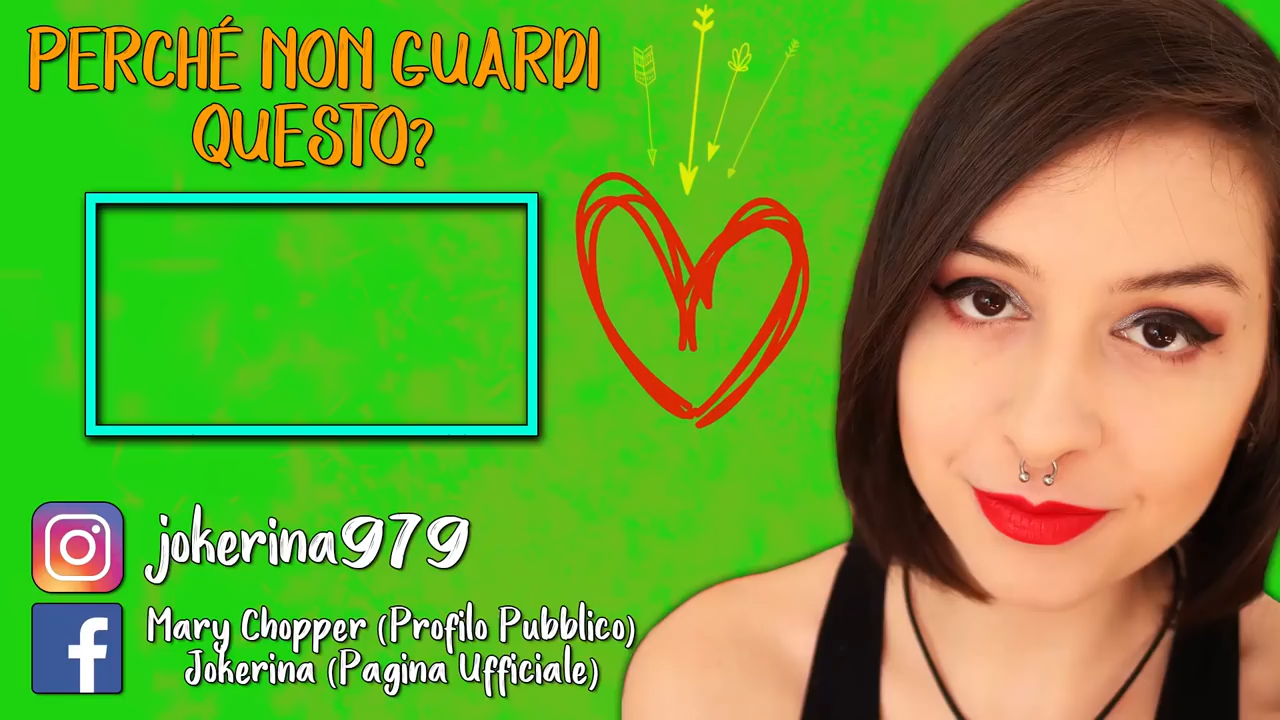 PERCHÉ NON GUARDI
QUESTO?
jokerina979
Mary Chopper (Profilo Pubblico)
Jokerina (Pagina Ufficiale)